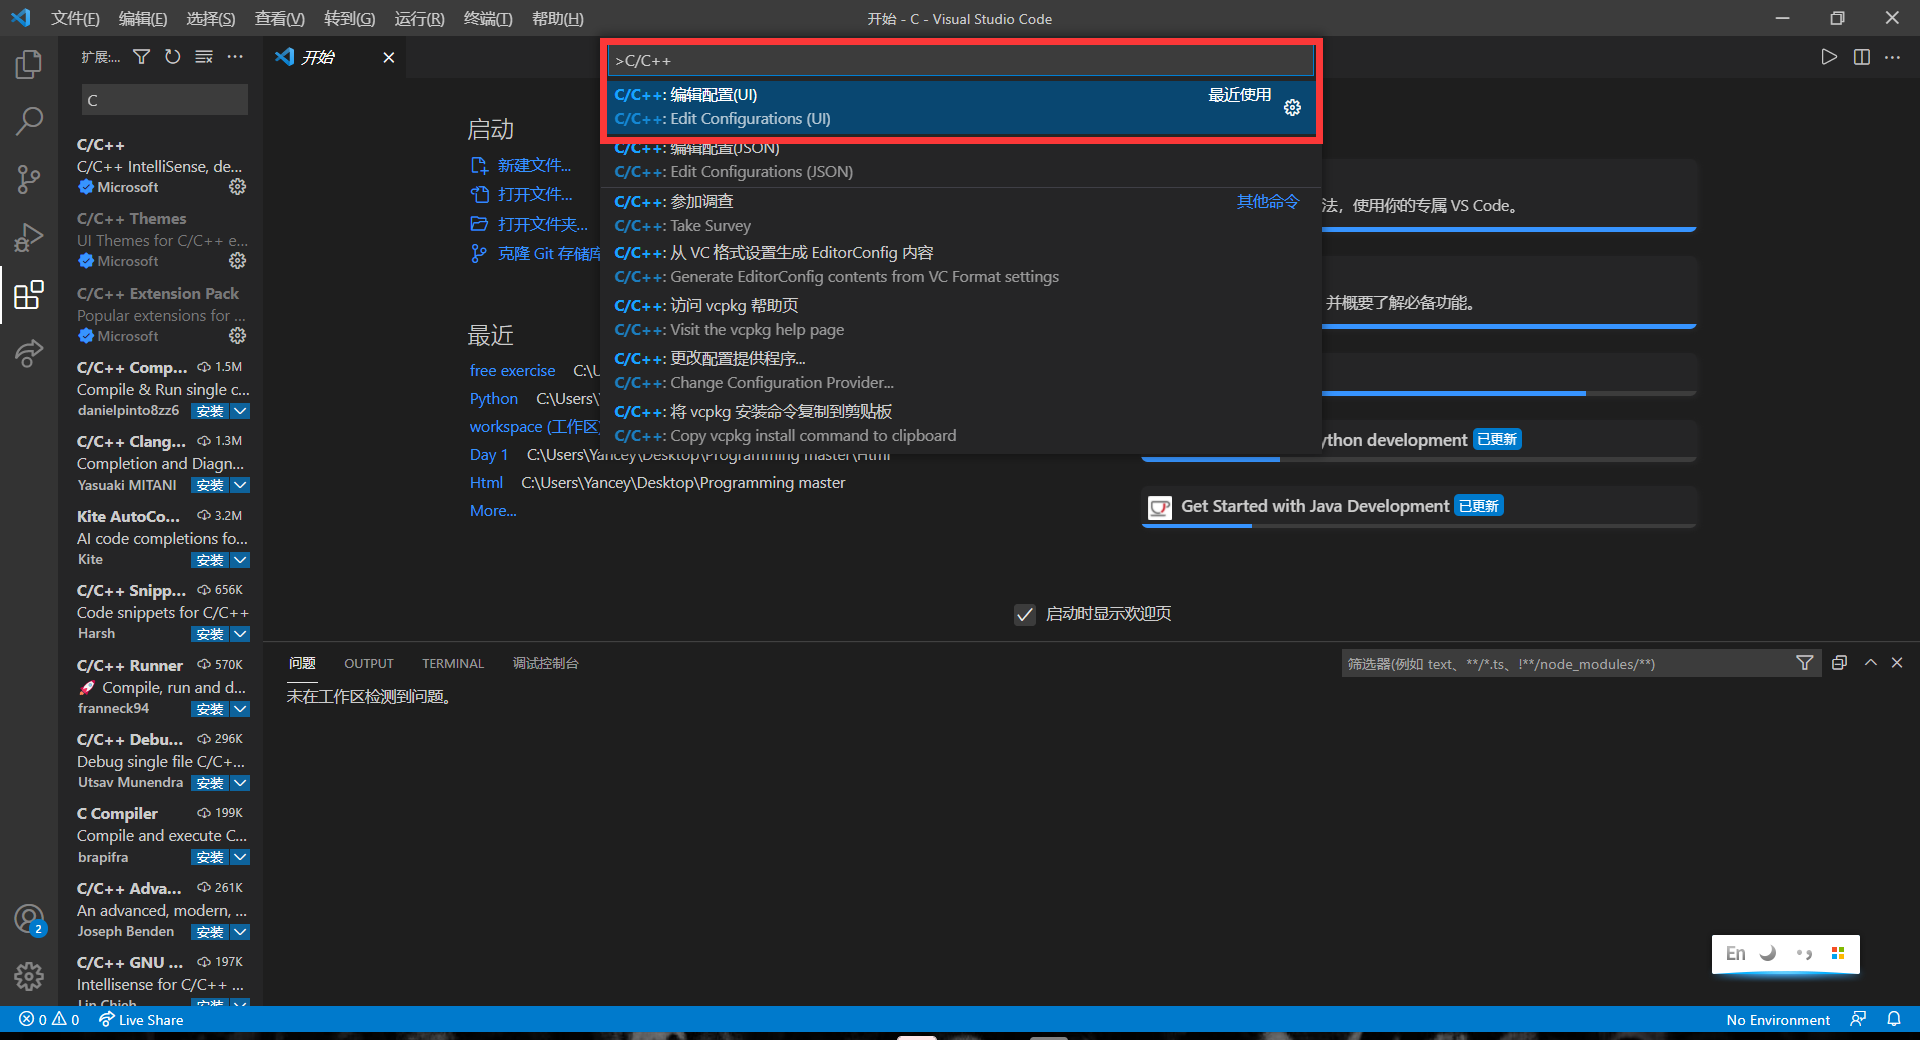 文件(F) 编辑(E) 选择(S) 查看(V) 转到(G) 运行(R) 终端(T) 帮助(H)
开始 - C - Visual Studio Code
扩展:...
开始
C
C/C++
C/C++ IntelliSense, de...
Microsoft
C/C++ Themes
UI Themes for C/C++ e...
Microsoft
C/C++ Extension Pack
Popular extensions for ...
Microsoft
C/C++ Comp... 1.5M
Compile & Run single c...
danielpinto8zz6 安装
C/C++ Clang... 1.3M
Completion and Diagn...
Yasuaki MITANI 安装
Kite AutoCo... 3.2M
AI code completions fo...
Kite 安装
C/C++ Snipp... 656K
Code snippets for C/C++
Harsh 安装
C/C++ Runner 570K
Compile, run and d...
franneck94 安装
C/C++ Debu... 296K
Debug single file C/C+...
Utsav Munendra 安装
C Compiler 199K
Compile and execute C...
brapifra 安装
C/C++ Adva... 261K
An advanced, modern, ...
Joseph Benden 安装
C/C++ GNU ... 197K
Intellisense for C/C++ ...
Lin Chieh 安装
>C/C++
C/C++: 编辑配置(UI) 最近使用
C/C++: Edit Configurations (UI)
C/C++: 编辑配置(JSON)
C/C++: Edit Configurations (JSON)
C/C++: 参加调查 其他命令
C/C++: Take Survey
C/C++: 从 VC 格式设置生成 EditorConfig 内容
C/C++: Generate EditorConfig contents from VC Format settings
C/C++: 访问 vcpkg 帮助页
C/C++: Visit the vcpkg help page
C/C++: 更改配置提供程序...
C/C++: Change Configuration Provider...
C/C++: 将 vcpkg 安装命令复制到剪贴板
C/C++: Copy vcpkg install command to clipboard
启动
新建文件...
打开文件...
打开文件夹...
克隆 Git 存储库
最近
free exercise C:\U
Python C:\Users\
workspace (工作区)
Day 1 C:\Users\Yancey\Desktop\Programming master\Html
Html C:\Users\Yancey\Desktop\Programming master
More...
法，使用你的专属 VS Code。
并概要了解必备功能。
ython development 已更新
Get Started with Java Development 已更新
启动时显示欢迎页
问题 OUTPUT TERMINAL 调试控制台
筛选器(例如 text、**/*.ts、!**/node_modules/**)
未在工作区检测到问题。
2
En
0 0 Live Share
No Environment